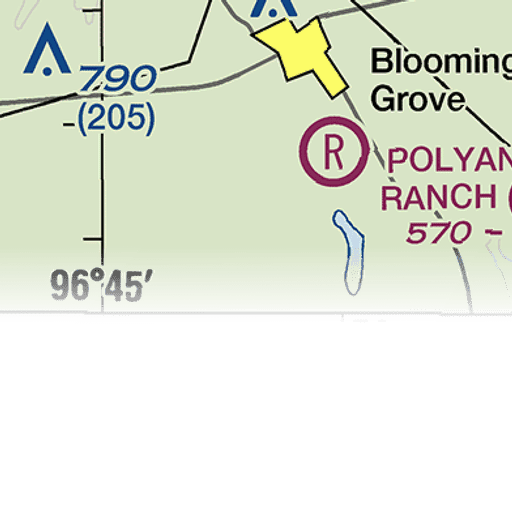 790
(205)
Blooming
Grove
R
POLYAN
RANCH (
570 -
96°45'